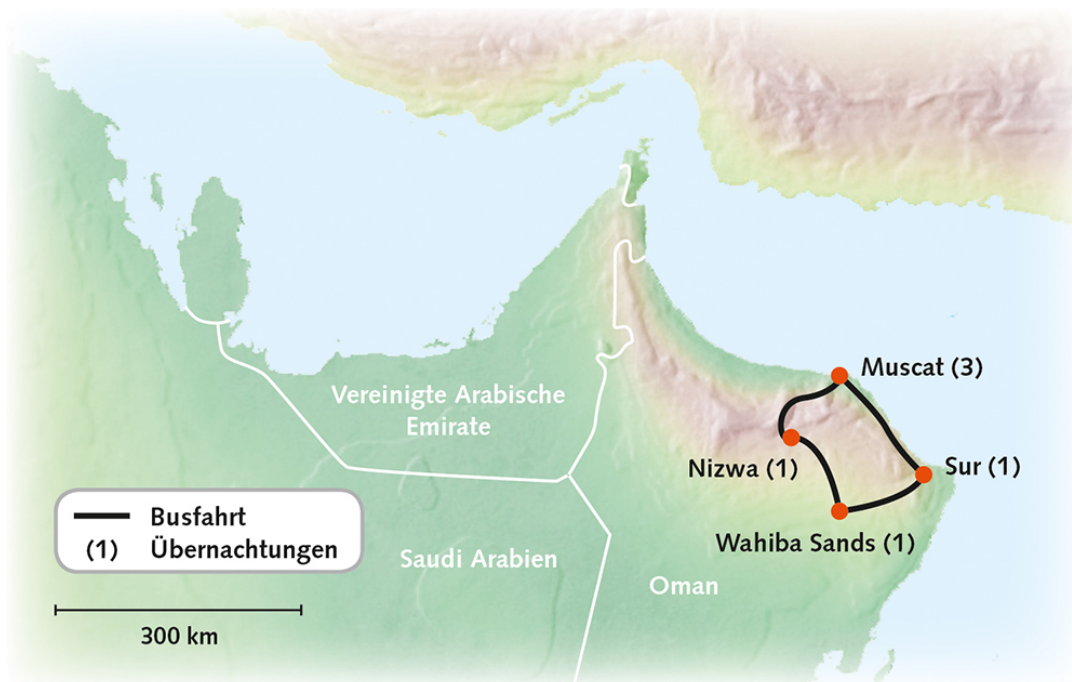 Muscat (3)
Vereinigte Arabische
Emirate
Nizwa (1)
Sur (1)
Wahiba Sands (1)
Busfahrt
(1) Übernachtungen
Saudi Arabien
Oman
300 km